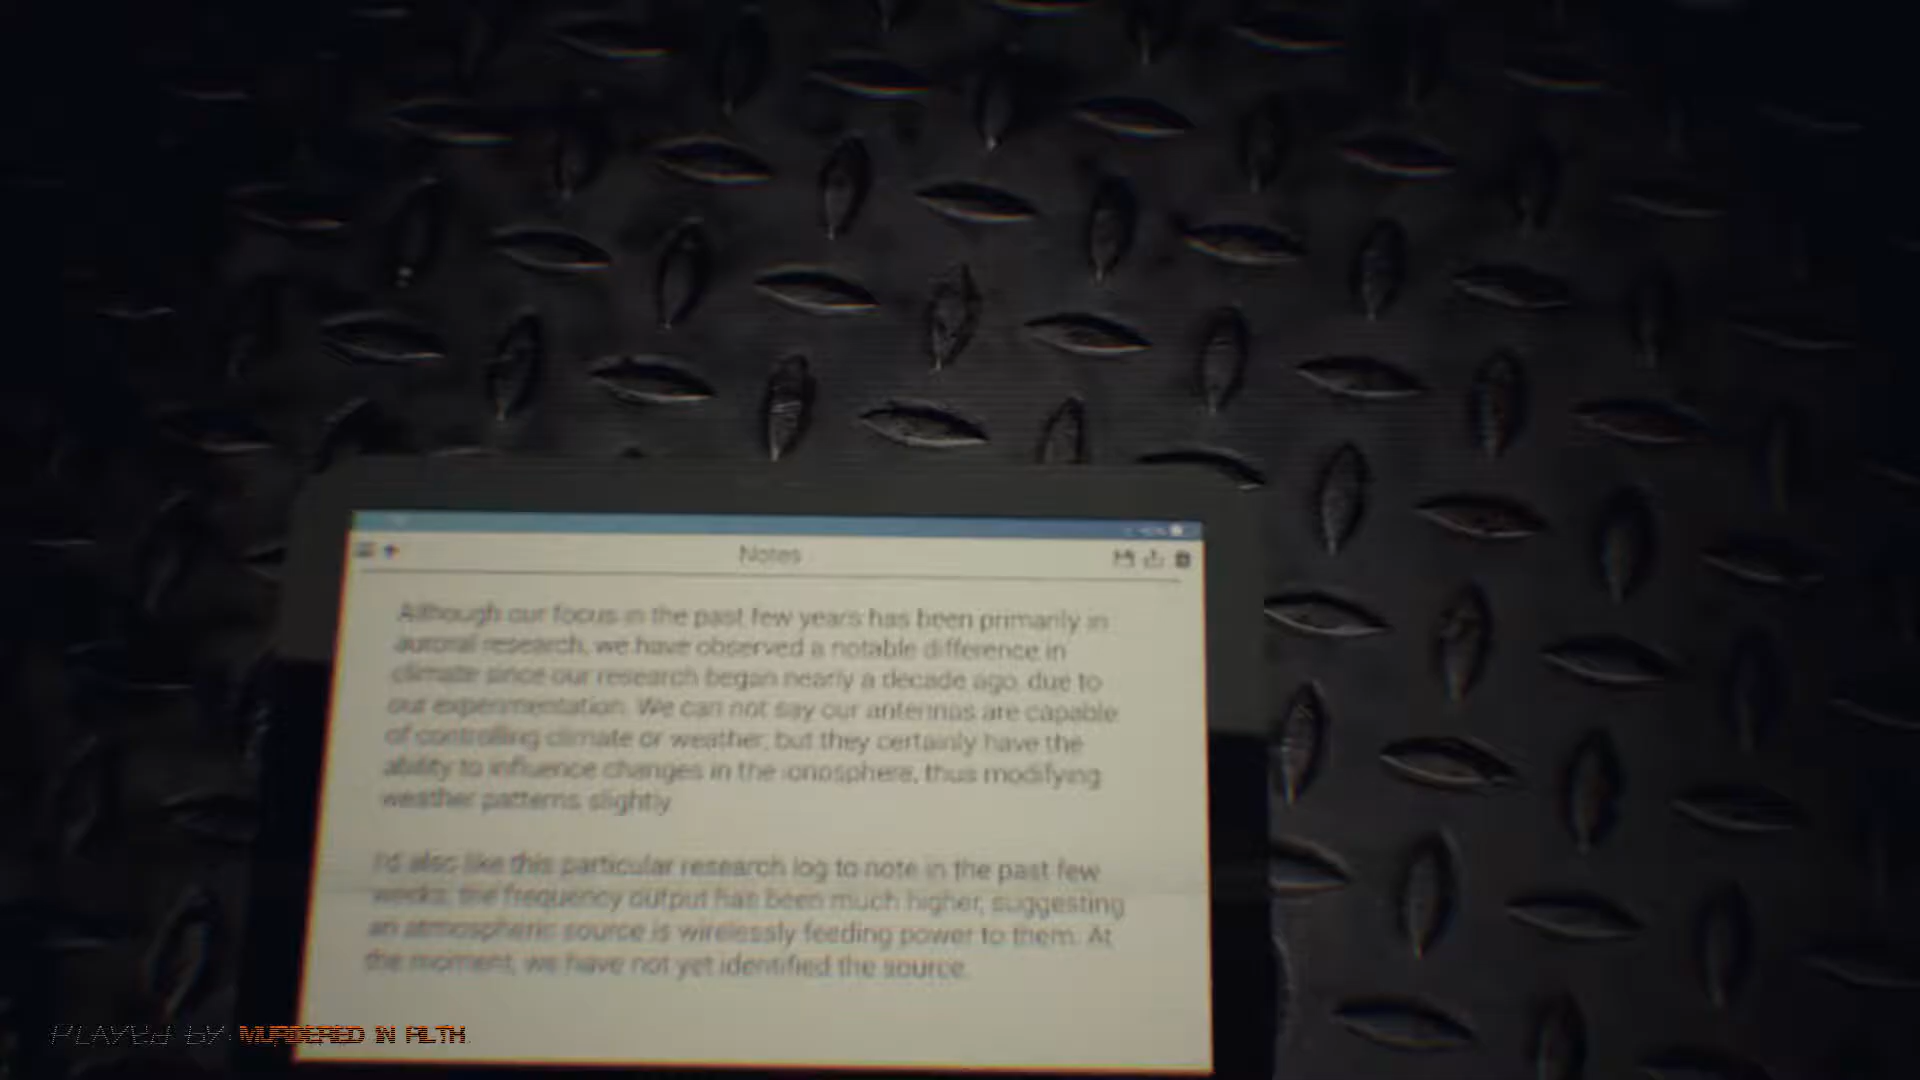 Notes
Although our focus in the past few years has been primarily in
auroral research, we have observed a notable difference in
climate since our research began nearly a decade ago, due to
our experimentation. We can not say our antennas are capable
of controlling climate or weather, but they certainly have the
ability to influence changes in the ionosphere, thus modifying
weather patterns slightly.
I'd also like this particular research log to note in the past few
weeks, the frequency output has been much higher, suggesting
an atmospheric source is wirelessly feeding power to them. At
the moment, we have not yet identified the source.
PLAYED BY: MURDERED IN FILTH